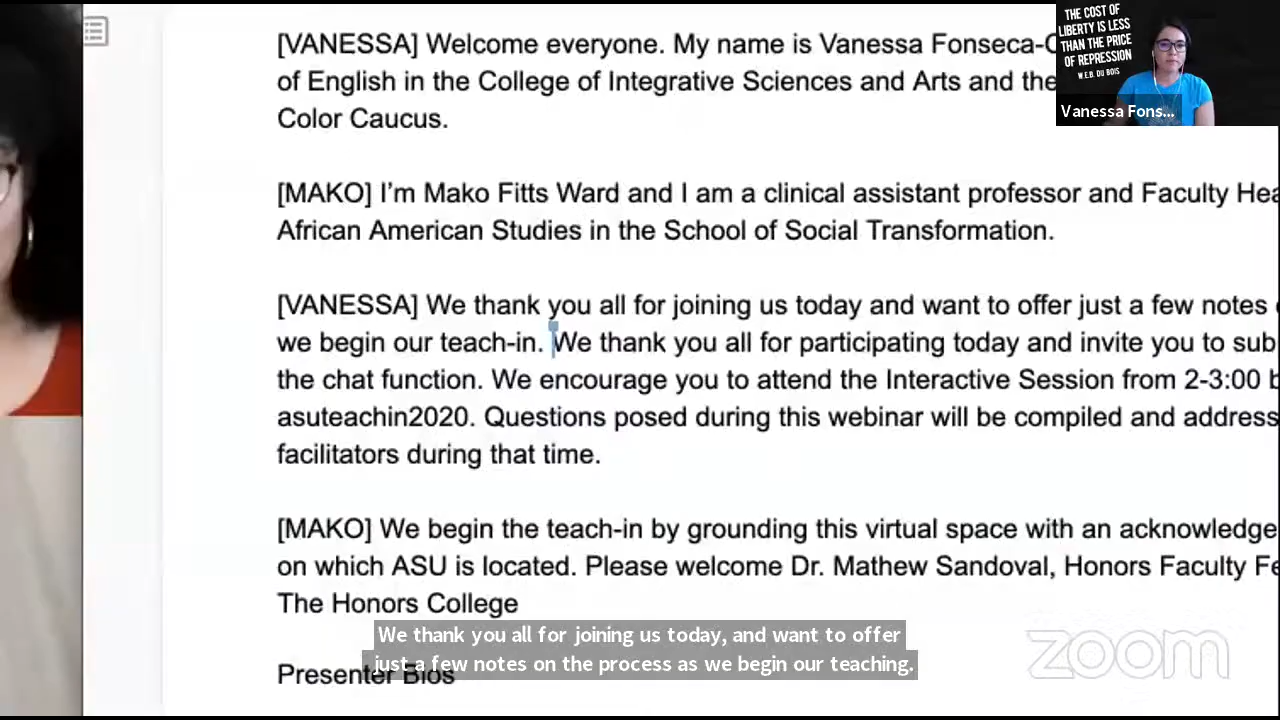 [VANESSA] Welcome everyone. My name is Vanessa Fonseca-
of English in the College of Integrative Sciences and Arts and the
Color Caucus.
THE COST OF
LIBERTY IS LESS
THAN THE PRICE
OF REPRESSION
W.E.B. DU BOIS
Vanessa Fons...
[MAKO] I'm Mako Fitts Ward and I am a clinical assistant professor and Faculty
African American Studies in the School of Social Transformation.
[VANESSA] We thank you all for joining us today and want to offer just a few notes
we begin our teach-in. We thank you all for participating today and invite you to
the chat function. We encourage you to attend the Interactive Session from 2-3:00
asuteachin2020. Questions posed during this webinar will be compiled and
facilitators during that time.
[MAKO] We begin the teach-in by grounding this virtual space with an
on which ASU is located. Please welcome Dr. Mathew Sandoval, Honors Faculty
The Honors College
We thank you all for joining us today, and want to offer
just a few notes on the process as we begin our teaching.
Presenter Bios
zoom